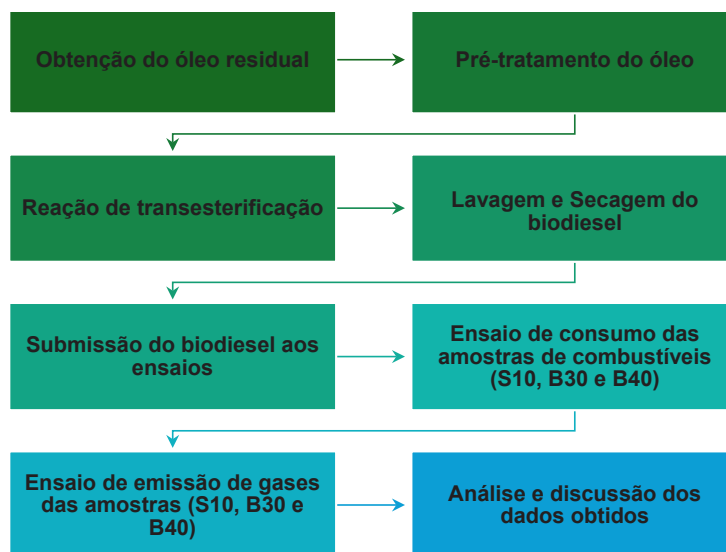 Obtenção do óleo residual
Pré-tratamento do óleo
Reação de transesterificação
Lavagem e Secagem do
biodiesel
Submissão do biodiesel aos
ensaios
Ensaio de consumo das
amostras de combustíveis
(S10, B30 e B40)
Ensaio de emissão de gases
das amostras (S10, B30 e
B40)
Análise e discussão dos
dados obtidos